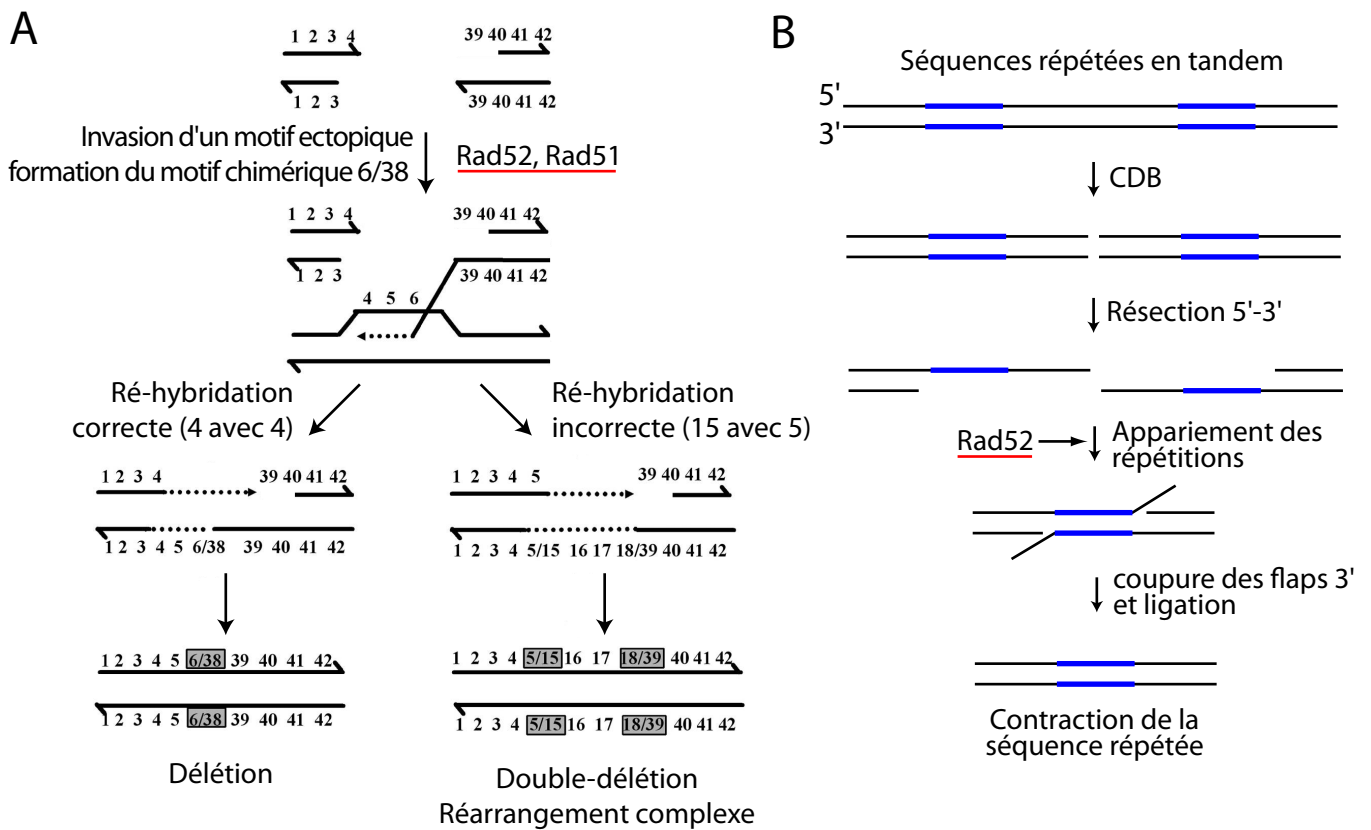 A
1 2 3 4
39 40 41 42
1 2 3
39 40 41 42
Invasion d'un motif ectopique
formation du motif chimérique 6/38
Rad52, Rad51
1 2 3 4
39 40 41 42
1 2 3
39 40 41 42
4 5 6
Ré-hybridation
correcte (4 avec 4)
Ré-hybridation
incorrecte (15 avec 5)
1 2 3 4
39 40 41 42
1 2 3 4 5 6/38 39 40 41 42
1 2 3 4 5
39 40 41 42
1 2 3 4 5/15 16 17 18/39 40 41 42
1 2 3 4 5 6/38 39 40 41 42
1 2 3 4 5 6/38 39 40 41 42
Délétion
1 2 3 4 5/15 16 17 18/39 40 41 42
1 2 3 4 5/15 16 17 18/39 40 41 42
Double-délétion
Réarrangement complexe
B
Séquences répétées en tandem
5'
3'
CDB
Résection 5'-3'
Rad52
Appariement des
répétitions
coupure des flaps 3'
et ligation
Contraction de la
séquence répétée